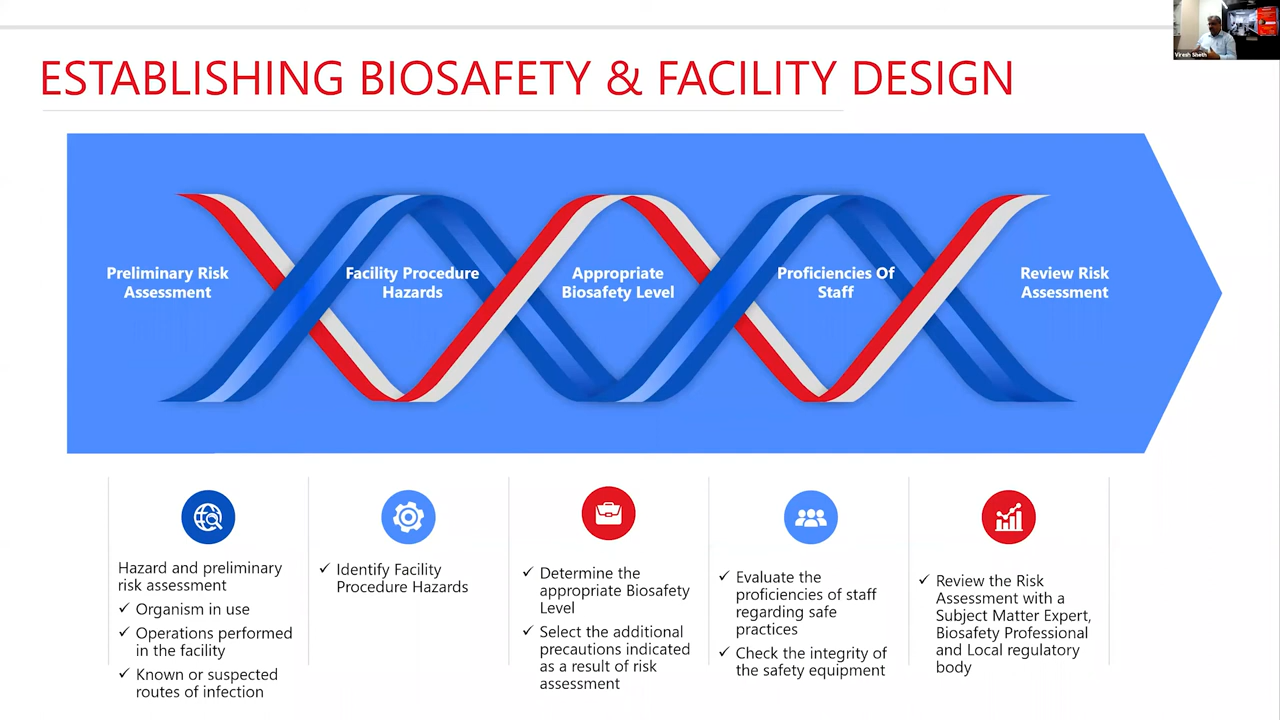 ESTABLISHING BIOSAFETY & FACILITY DESIGN
Viresh Sheth
Preliminary Risk
Assessment
Facility Procedure
Hazards
Appropriate
Biosafety Level
Proficiencies Of
Staff
Review Risk
Assessment
Hazard and preliminary
risk assessment
✓ Organism in use
✓ Operations performed
in the facility
✓ Known or suspected
routes of infection
✓ Identify Facility
Procedure Hazards
✓ Determine the
appropriate Biosafety
Level
✓ Select the additional
precautions indicated
as a result of risk
assessment
✓ Evaluate the
proficiencies of staff
regarding safe
practices
✓ Check the integrity of
the safety equipment
✓ Review the Risk
Assessment with a
Subject Matter Expert,
Biosafety Professional
and Local regulatory
body